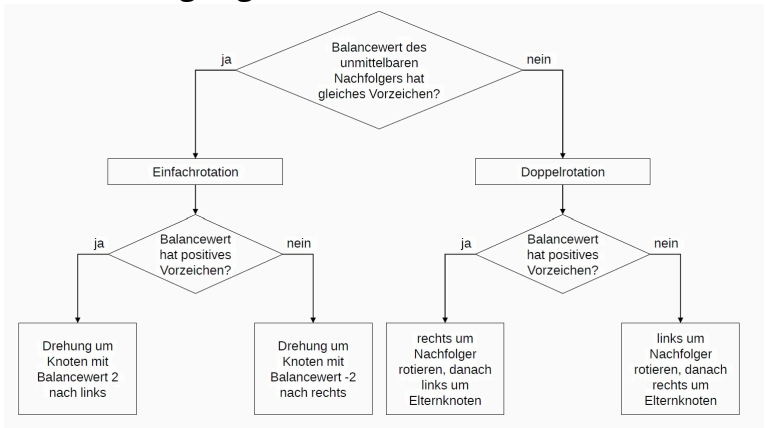 Balancewert des
unmittelbaren
Nachfolgers hat
gleiches Vorzeichen?
ja
nein
Einfachrotation
Doppelrotation
ja
Balancewert
hat positives
Vorzeichen?
nein
ja
Balancewert
hat positives
Vorzeichen?
nein
Drehung um
Knoten mit
Balancewert 2
nach links
Drehung um
Knoten mit
Balancewert -2
nach rechts
rechts um
Nachfolger
rotieren, danach
links um
Elternknoten
links um
Nachfolger
rotieren, danach
rechts um
Elternknoten